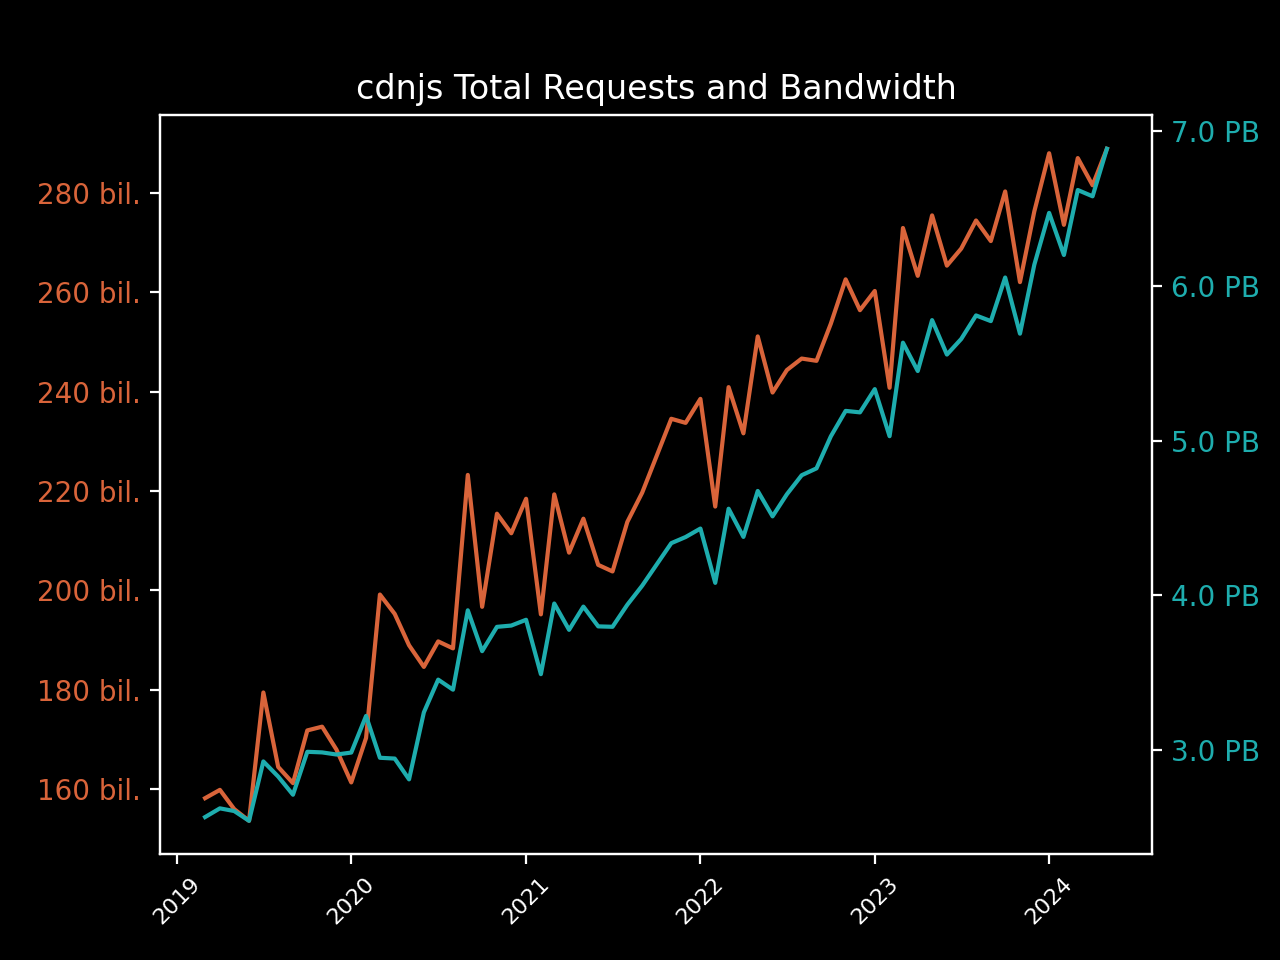 cdnjs Total Requests and Bandwidth
280 bil.
260 bil.
240 bil.
220 bil.
200 bil.
180 bil.
160 bil.
7.0 PB
6.0 PB
5.0 PB
4.0 PB
3.0 PB
2019
2020
2021
2022
2023
2024